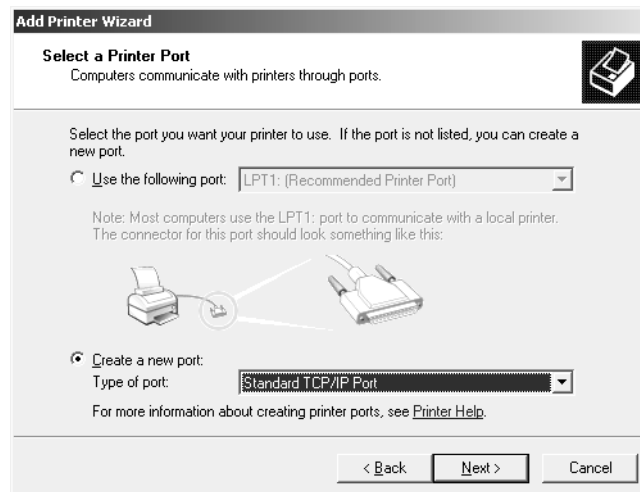 Add Printer Wizard
Select a Printer Port
Computers communicate with printers through ports.
Select the port you want your printer to use. If the port is not listed, you can create a
new port.
Use the following port: LPT1: (Recommended Printer Port)
Note: Most computers use the LPT1: port to communicate with a local printer.
The connector for this port should look something like this:
Create a new port:
Type of port: Standard TCP/IP Port
For more information about creating printer ports, see Printer Help.
< Back Next > Cancel